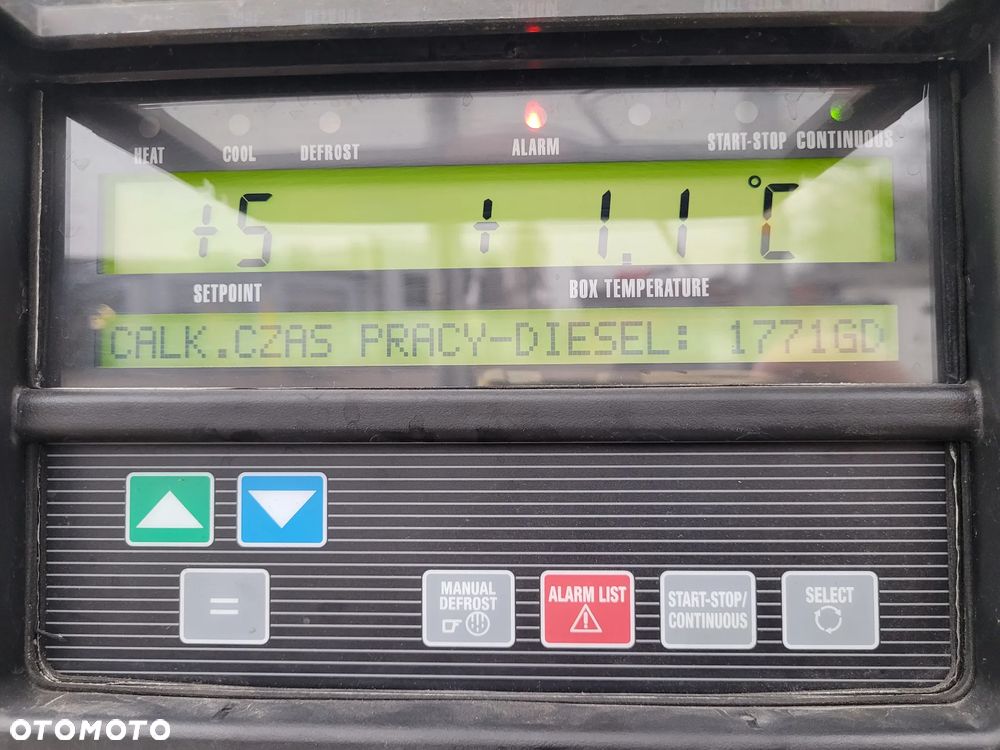 HEAT COOL DEFROST ALARM START-STOP CONTINUOUS
+5 + 1.1 °C
SETPOINT BOX TEMPERATURE
CALK.CZAS PRACY-DIESEL: 1771GD
=
MANUAL DEFROST
ALARM LIST
START-STOP/
CONTINUOUS
SELECT
OTOMOTO